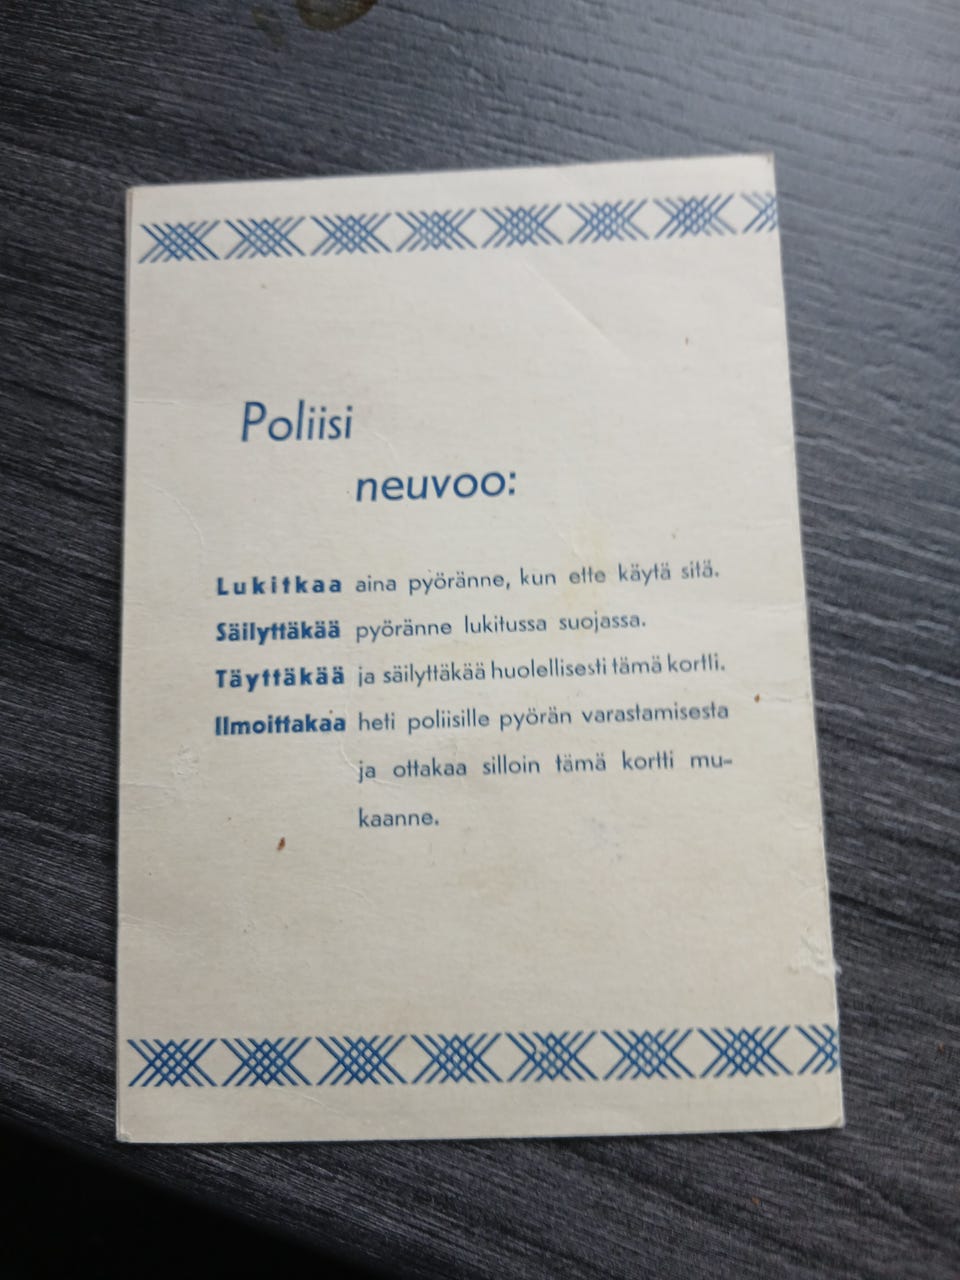 Poliisi
neuvoo:
Lukitkaa aina pyöränne, kun ette käytä sitä.
Säilyttäkää pyöränne lukitussa suojassa.
Täyttäkää ja säilyttäkää huolellisesti tämä kortti.
Ilmoittakaa heti poliisille pyörän varastamisesta
ja ottakaa silloin tämä kortti mu-
kaanne.